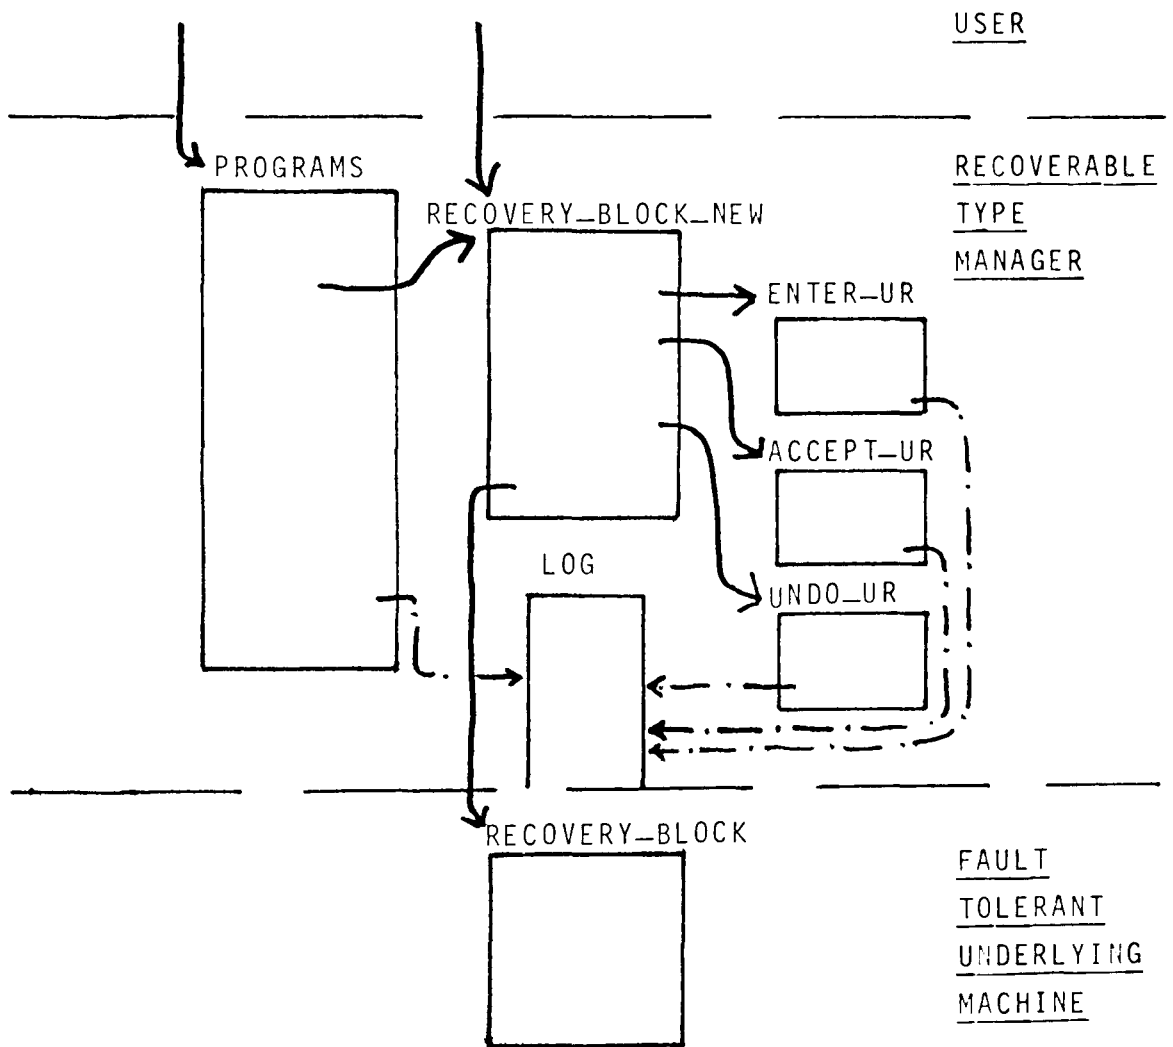 USER
PROGRAMS
RECOVERABLE
TYPE
MANAGER
RECOVERY_BLOCK_NEW
ENTER_UR
ACCEPT_UR
LOG
UNDO_UR
RECOVERY_BLOCK
FAULT
TOLERANT
UNDERLYING
MACHINE